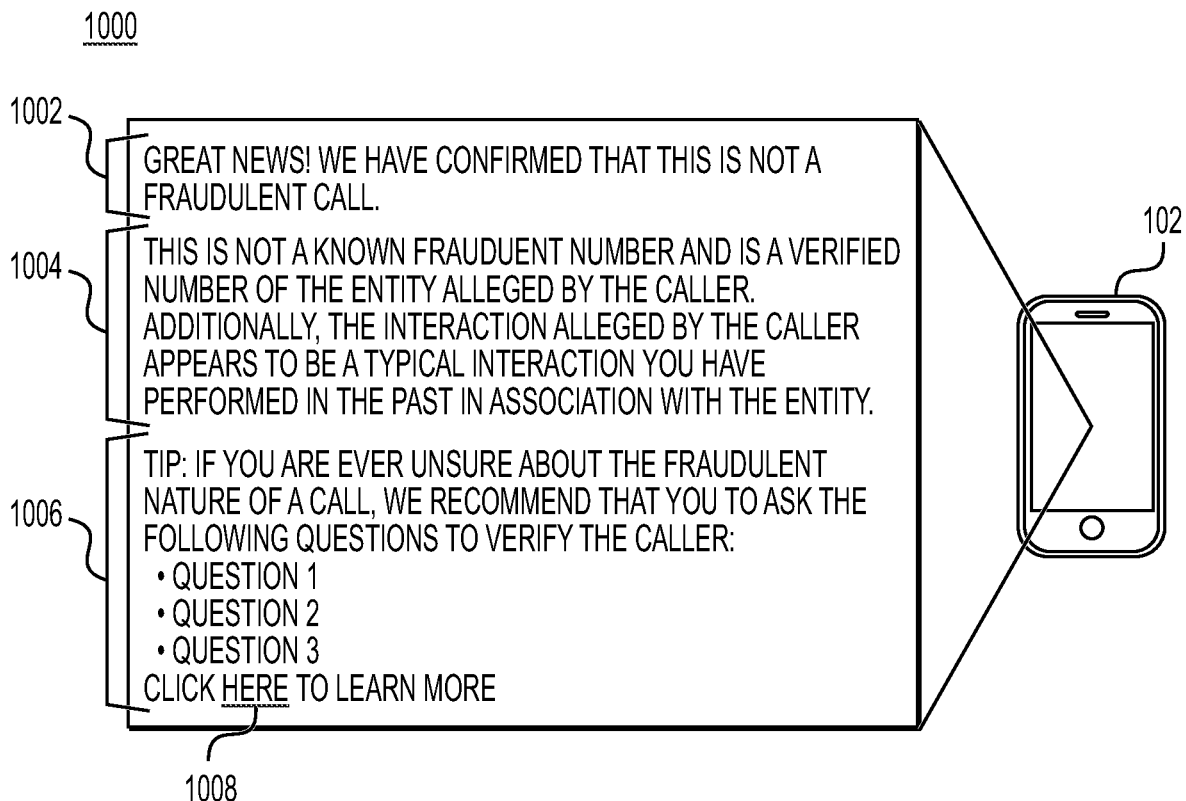 1000
1002
GREAT NEWS! WE HAVE CONFIRMED THAT THIS IS NOT A
FRAUDULENT CALL.
1004
THIS IS NOT A KNOWN FRAUDUENT NUMBER AND IS A VERIFIED
NUMBER OF THE ENTITY ALLEGED BY THE CALLER.
ADDITIONALLY, THE INTERACTION ALLEGED BY THE CALLER
APPEARS TO BE A TYPICAL INTERACTION YOU HAVE
PERFORMED IN THE PAST IN ASSOCIATION WITH THE ENTITY.
102
1006
TIP: IF YOU ARE EVER UNSURE ABOUT THE FRAUDULENT
NATURE OF A CALL, WE RECOMMEND THAT YOU TO ASK THE
FOLLOWING QUESTIONS TO VERIFY THE CALLER:
• QUESTION 1
• QUESTION 2
• QUESTION 3
CLICK HERE TO LEARN MORE
1008